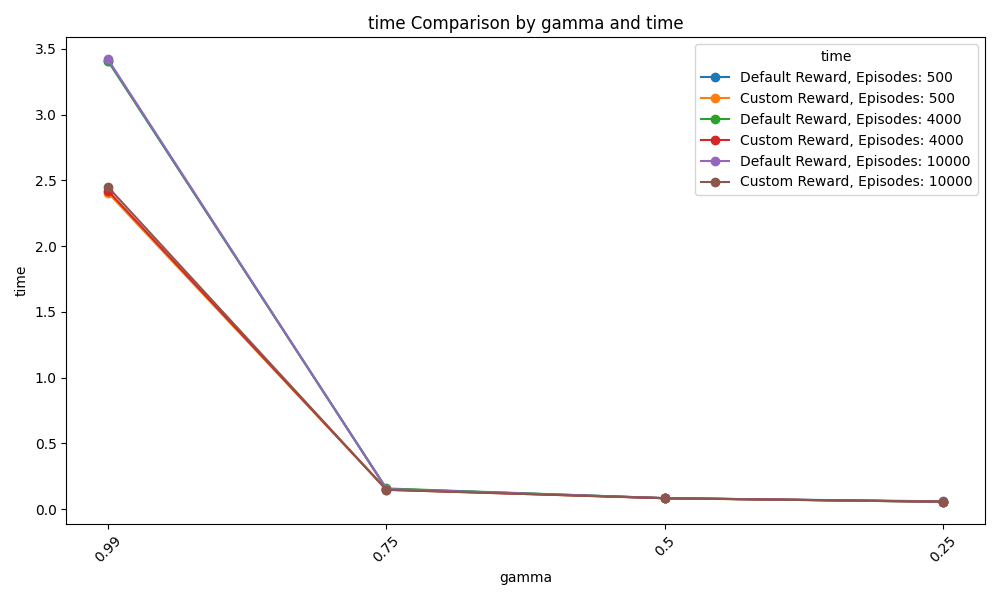 time Comparison by gamma and time
time
Default Reward, Episodes: 500
Custom Reward, Episodes: 500
Default Reward, Episodes: 4000
Custom Reward, Episodes: 4000
Default Reward, Episodes: 10000
Custom Reward, Episodes: 10000
3.5
3.0
2.5
2.0
1.5
1.0
0.5
0.0
time
0.99
0.75
0.5
0.25
gamma